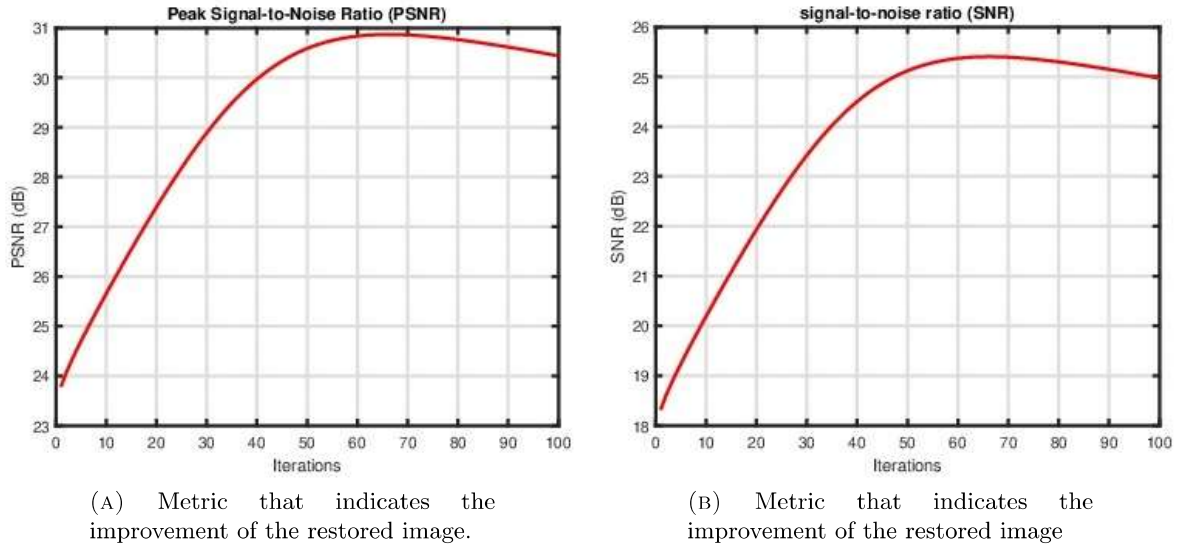 Peak Signal-to-Noise Ratio (PSNR)
31
30
29
28
27
26
25
24
23
PSNR (dB)
0 10 20 30 40 50 60 70 80 90 100
Iterations
(A) Metric that indicates the
improvement of the restored image.
signal-to-noise ratio (SNR)
26
25
24
23
22
21
20
19
18
SNR (dB)
0 10 20 30 40 50 60 70 80 90 100
Iterations
(B) Metric that indicates the
improvement of the restored image